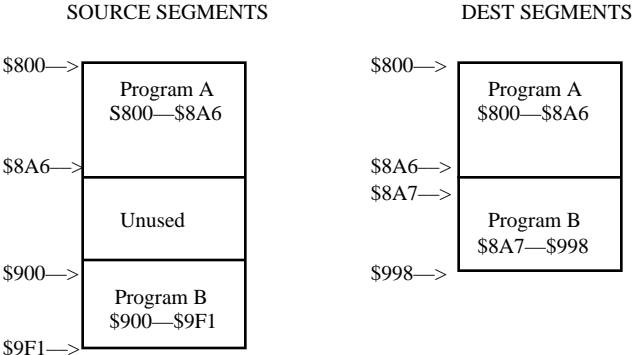 SOURCE SEGMENTS
$800—>
Program A
S800—$8A6
$8A6—>
Unused
$900—>
Program B
$900—$9F1
$9F1—>
DEST SEGMENTS
$800—>
Program A
$800—$8A6
$8A6—>
$8A7—>
Program B
$8A7—$998
$998—>